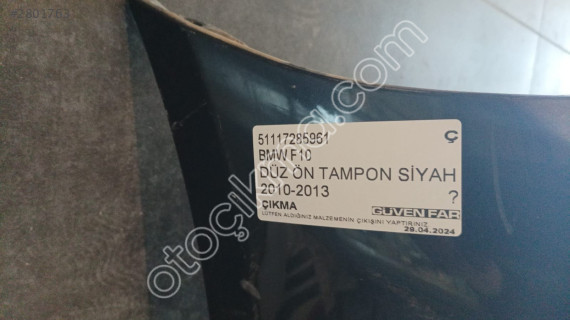 51117285961 Ç
BMW F10
DÜZ ÖN TAMPON SİYAH
2010-2013 ?
ÇIKMA GÜVEN FAR
LÜTFEN ALDIĞINIZ MALZEMENİN ÇIKIŞINI YAPTIRINIZ.
29.04.2024
otoçıkma.com